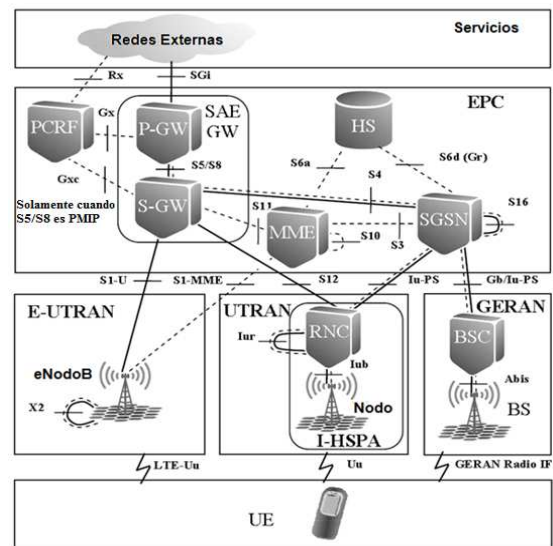 Servicios
Redes Externas
Rx
SGi
EPC
SAE
GW
PCRF
Gx
P-GW
HS
S6a
S6d (Gr)
S5/S8
Gxc
S4
Solamente cuando
S5/S8 es PMIP
S-GW
S11
MME
S10
S3
SGSN
S16
S1-U
S1-MME
S12
Iu-PS
Gb/Iu-PS
E-UTRAN
UTRAN
GERAN
Iur
RNC
BSC
eNodoB
Iub
Abis
X2
Nodo
BS
I-HSPA
LTE-Uu
Uu
GERAN Radio IF
UE